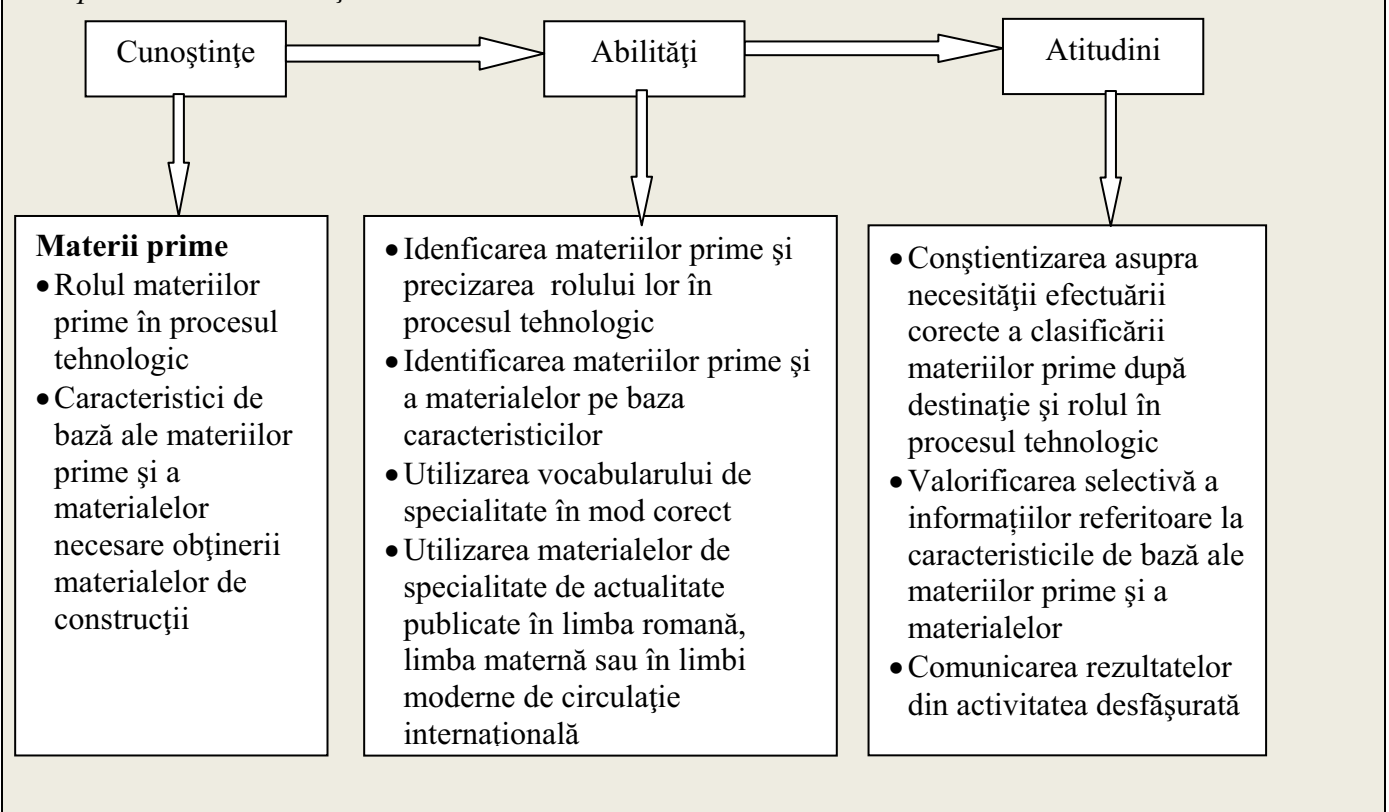 Cunoştinţe
Abilităţi
Atitudini
Materii prime
• Rolul materiilor
prime în procesul
tehnologic
• Caracteristici de
bază ale materiilor
prime şi a
materialelor
necesare obţinerii
materialelor de
construcţii
• Idenficarea materiilor prime şi
precizarea rolului lor în
procesul tehnologic
• Identificarea materiilor prime şi
a materialelor pe baza
caracteristicilor
• Utilizarea vocabularului de
specialitate în mod corect
• Utilizarea materialelor de
specialitate de actualitate
publicate în limba romană,
limba maternă sau în limbi
moderne de circulaţie
internaţională
• Conştientizarea asupra
necesităţii efectuării
corecte a clasificării
materiilor prime după
destinaţie şi rolul în
procesul tehnologic
• Valorificarea selectivă a
informațiilor referitoare la
caracteristicile de bază ale
materiilor prime şi a
materialelor
• Comunicarea rezultatelor
din activitatea desfăşurată